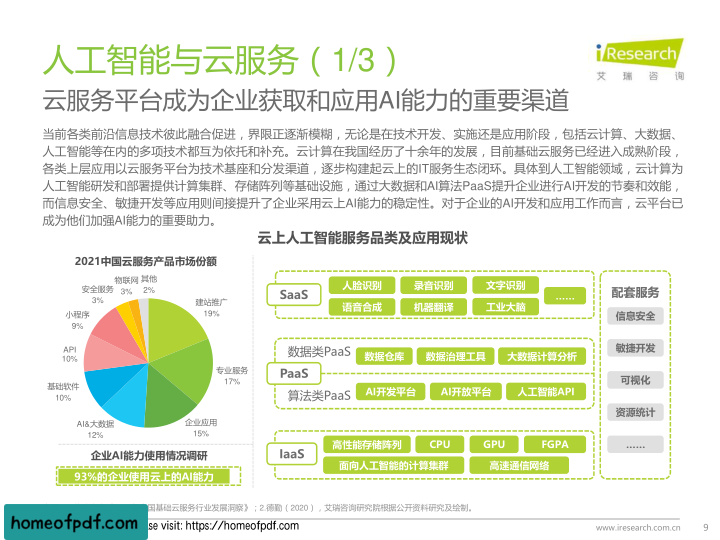 人工智能与云服务（1/3）
iResearch
艾 瑞 咨 询
云服务平台成为企业获取和应用AI能力的重要渠道
当前各类前沿信息技术彼此融合促进，界限正逐渐模糊，无论是在技术开发、实施还是应用阶段，包括云计算、大数据、
人工智能等在内的多项技术都互为依托和补充。云计算在我国经历了十余年的发展，目前基础云服务已经进入成熟阶段，
各类上层应用以云服务平台为技术基座和分发渠道，逐步构建起云上的IT服务生态闭环。具体到人工智能领域，云计算为
人工智能研发和部署提供计算集群、存储阵列等基础设施，通过大数据和AI算法PaaS提升企业进行AI开发的节奏和效能，
而信息安全、敏捷开发等应用则间接提升了企业采用云上AI能力的稳定性。对于企业的AI开发和应用工作而言，云平台已
成为他们加强AI能力的重要助力。
云上人工智能服务品类及应用现状
2021中国云服务产品市场份额
建站推广
19%
专业服务
17%
企业应用
15%
AI&大数据
12%
基础软件
10%
API
10%
小程序
9%
安全服务
3%
物联网
3%
其他
2%
企业AI能力使用情况调研
93%的企业使用云上的AI能力
SaaS
人脸识别 录音识别 文字识别
语音合成 机器翻译 工业大脑
……
PaaS
数据类PaaS 数据仓库 数据治理工具 大数据计算分析
算法类PaaS AI开发平台 AI开放平台 人工智能API
IaaS
高性能存储阵列 CPU GPU FGPA
面向人工智能的计算集群 高速通信网络
配套服务
信息安全
敏捷开发
可视化
资源统计
……
国基础云服务行业发展洞察》；2.德勤（2020），艾瑞咨询研究院根据公开资料研究及绘制。
homeofpdf.com
se visit: https://homeofpdf.com
www.iresearch.com.cn
9